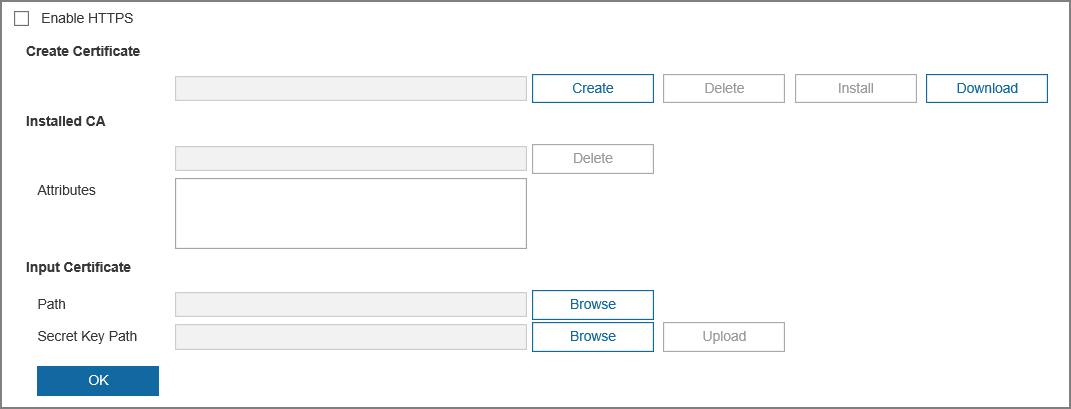 Enable HTTPS
Create Certificate
Create Delete Install Download
Installed CA
Delete
Attributes
Input Certificate
Path Browse
Secret Key Path Browse Upload
OK